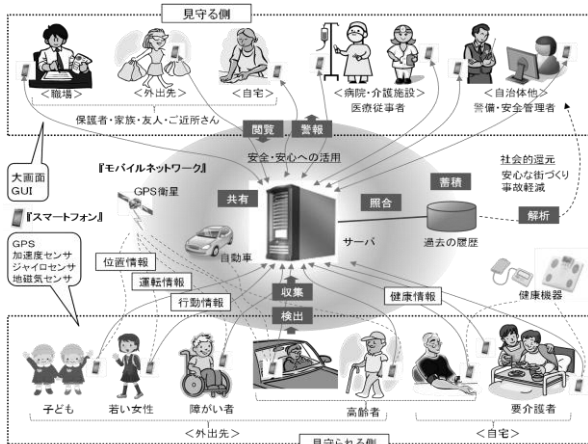 見守る側
<職場>
<外出先>
<自宅>
<病院・介護施設>
<自治体他>
保護者・家族・友人・ご近所さん
医療従事者
警備・安全管理者
閲覧
警報
安全・安心への活用
大画面
GUI
『モバイルネットワーク』
GPS衛星
『スマートフォン』
GPS
加速度センサ
ジャイロセンサ
地磁気センサ
共有
照合
蓄積
社会的還元
安心な街づくり
事故軽減
解析
サーバ
過去の履歴
自動車
位置情報
運転情報
行動情報
収集
検出
健康情報
健康機器
子ども
若い女性
障がい者
高齢者
要介護者
<外出先>
<自宅>
見守られる側